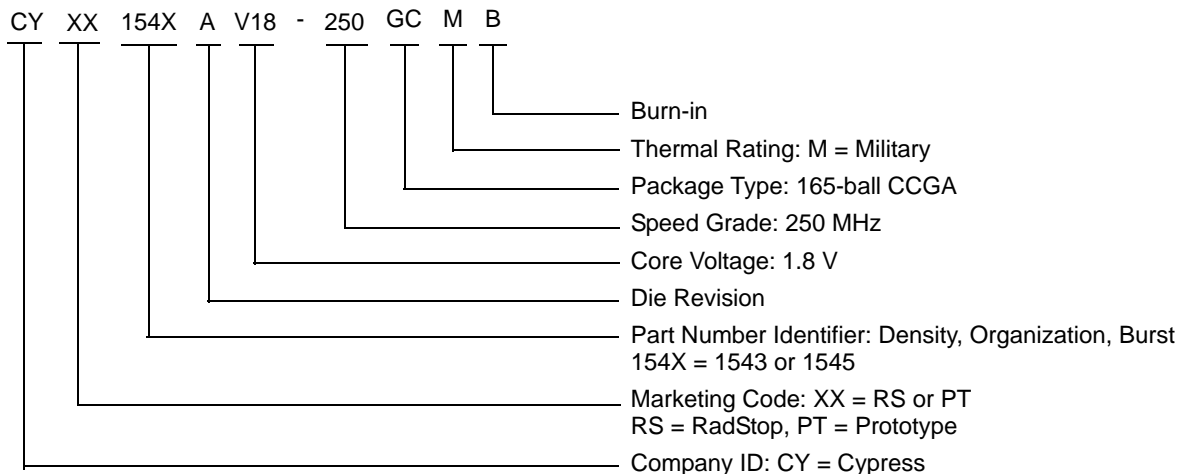 CY XX 154X A V18 - 250 GC M B
Burn-in
Thermal Rating: M = Military
Package Type: 165-ball CCGA
Speed Grade: 250 MHz
Core Voltage: 1.8 V
Die Revision
Part Number Identifier: Density, Organization, Burst
154X = 1543 or 1545
Marketing Code: XX = RS or PT
RS = RadStop, PT = Prototype
Company ID: CY = Cypress